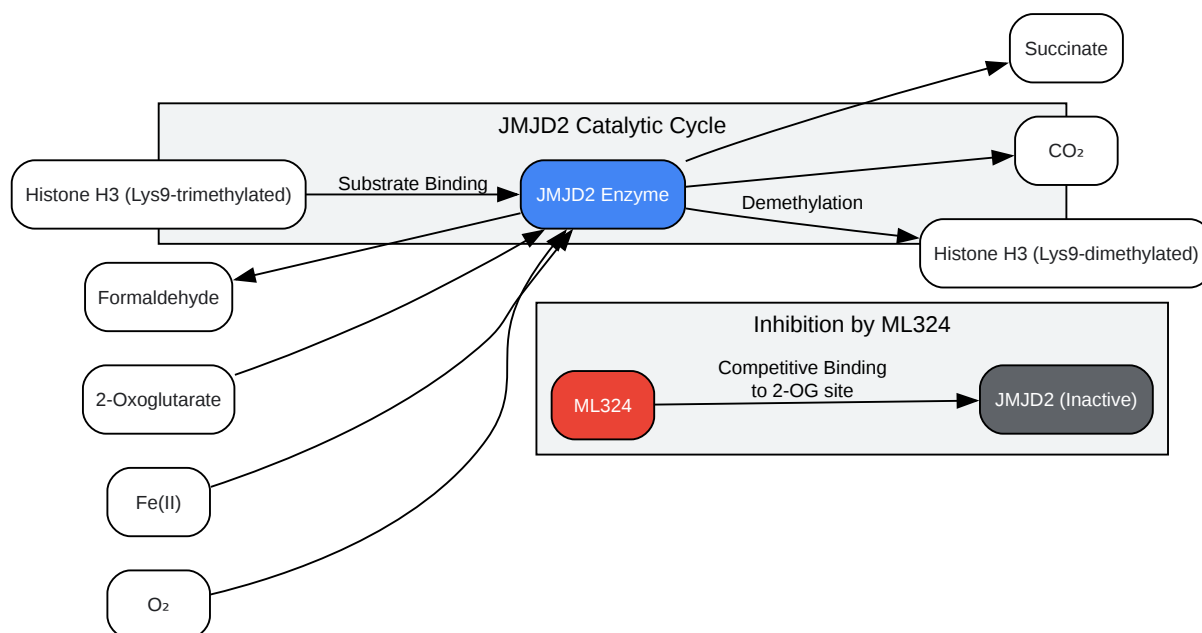 Succinate
JMJD2 Catalytic Cycle
CO₂
Histone H3 (Lys9-trimethylated)
Substrate Binding
JMJD2 Enzyme
Demethylation
Histone H3 (Lys9-dimethylated)
Formaldehyde
Inhibition by ML324
2-Oxoglutarate
ML324
Competitive Binding
to 2-OG site
JMJD2 (Inactive)
Fe(II)
O₂